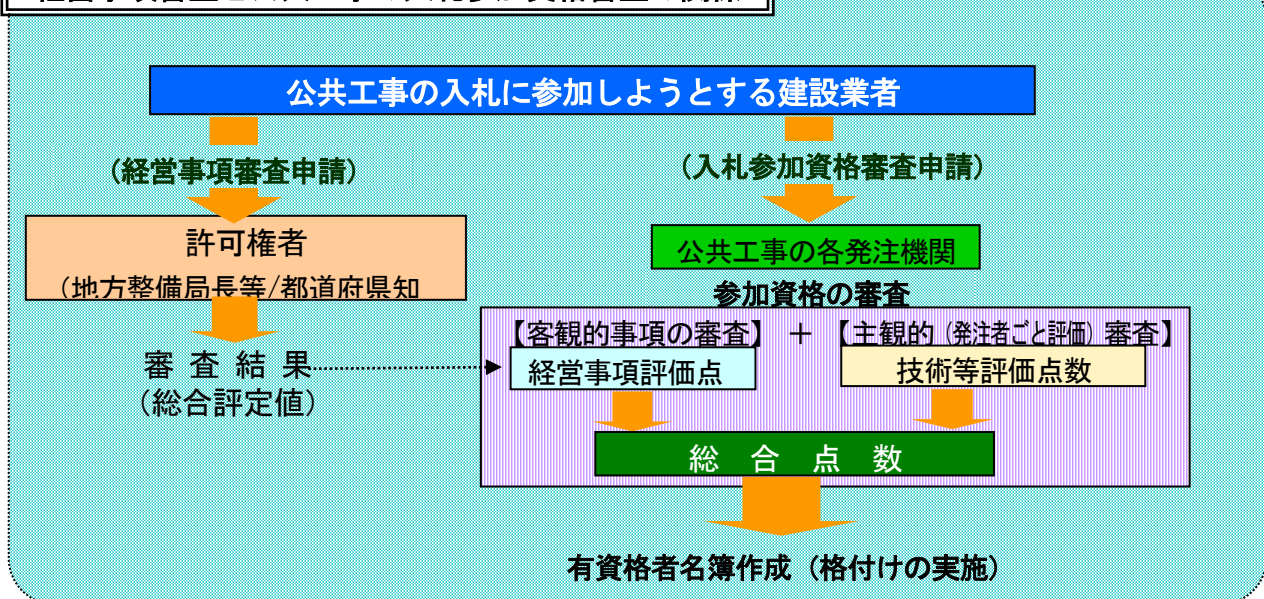 公共工事の入札に参加しようとする建設業者
(経営事項審査申請)
(入札参加資格審査申請)
許可権者
(地方整備局長等/都道府県知
公共工事の各発注機関
参加資格の審査
【客観的事項の審査】 + 【主観的(発注者ごと評価)審査】
経営事項評価点
技術等評価点数
審査結果
(総合評定値)
総合点数
有資格者名簿作成(格付けの実施)